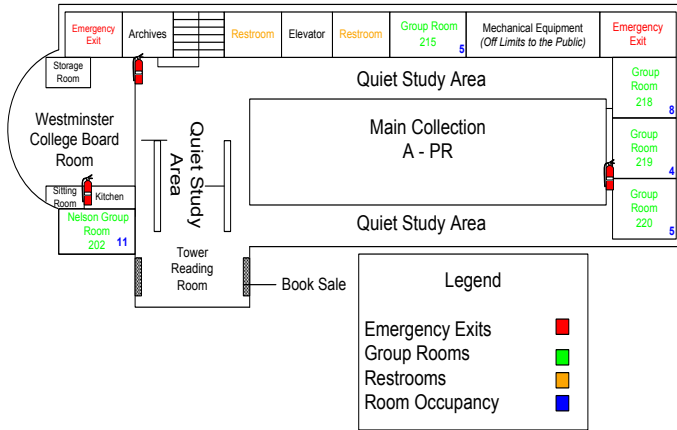 Emergency
Exit
Archives
Restroom
Elevator
Restroom
Group Room
215
5
Mechanical Equipment
(Off Limits to the Public)
Emergency
Exit
Storage
Room
Quiet Study Area
Group
Room
218
8
Westminster
College Board
Room
Quiet Study
Area
Main Collection
A - PR
Group
Room
219
4
Sitting
Room
Kitchen
Group
Room
220
5
Nelson Group
Room
202
11
Quiet Study Area
Tower
Reading
Room
Book Sale
Legend
Emergency Exits
Group Rooms
Restrooms
Room Occupancy